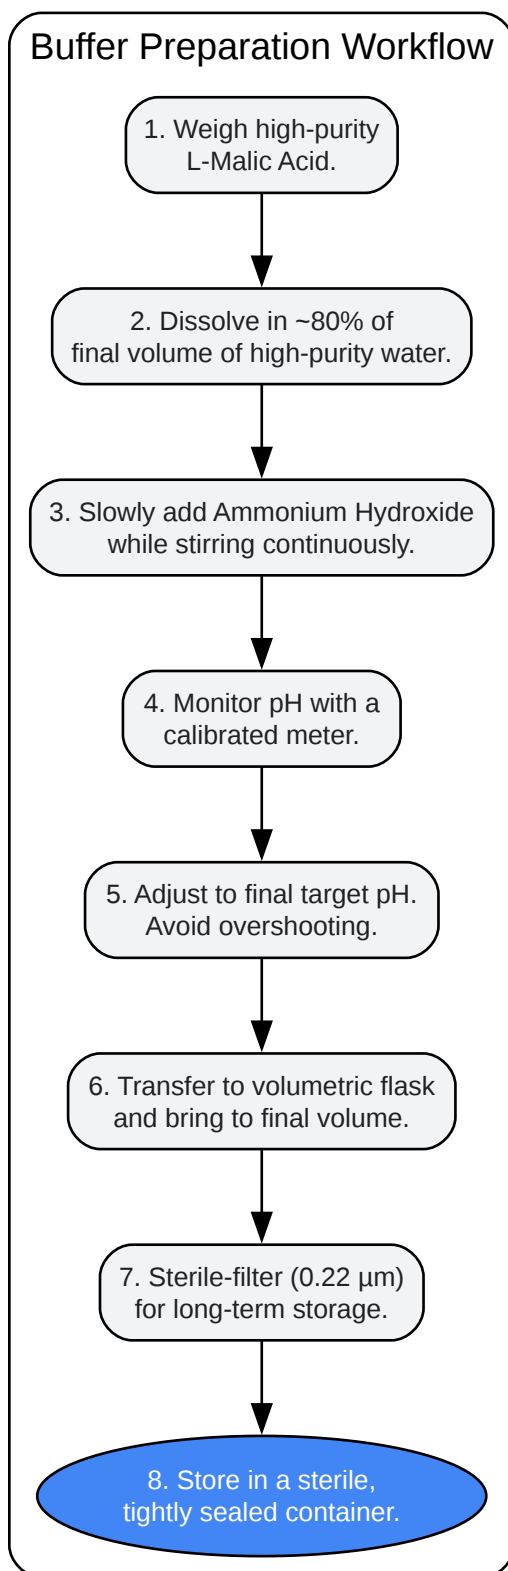 Buffer Preparation Workflow
1. Weigh high-purity
L-Malic Acid.
2. Dissolve in ~80% of
final volume of high-purity water.
3. Slowly add Ammonium Hydroxide
while stirring continuously.
4. Monitor pH with a
calibrated meter.
5. Adjust to final target pH.
Avoid overshooting.
6. Transfer to volumetric flask
and bring to final volume.
7. Sterile-filter (0.22 µm)
for long-term storage.
8. Store in a sterile,
tightly sealed container.